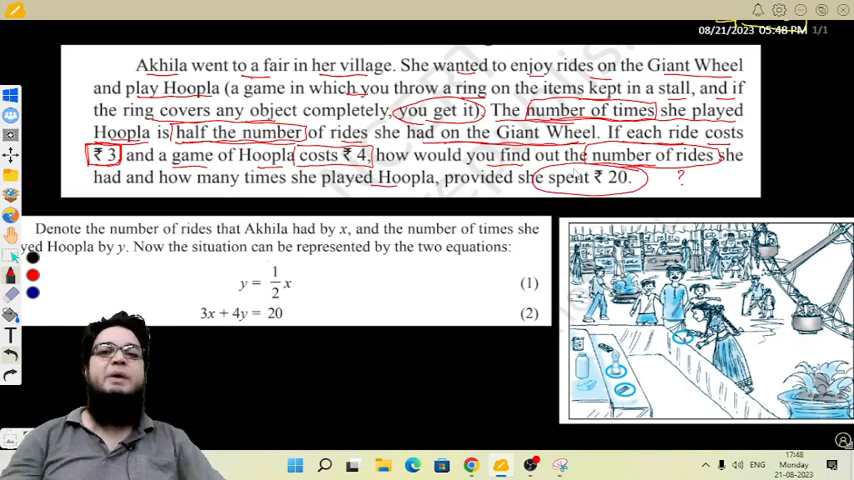 08/21/2023 05:48 PM 1/1
Akhila went to a fair in her village. She wanted to enjoy rides on the Giant Wheel
and play Hoopla (a game in which you throw a ring on the items kept in a stall, and if
the ring covers any object completely, you get it). The number of times she played
Hoopla is half the number of rides she had on the Giant Wheel. If each ride costs
₹ 3, and a game of Hoopla costs ₹ 4, how would you find out the number of rides she
had and how many times she played Hoopla, provided she spent ₹ 20.
?
Denote the number of rides that Akhila had by x, and the number of times she
yed Hoopla by y. Now the situation can be represented by the two equations:
y = 1/2 x (1)
3x + 4y = 20 (2)
ENG
17:48
Monday
21-08-2023